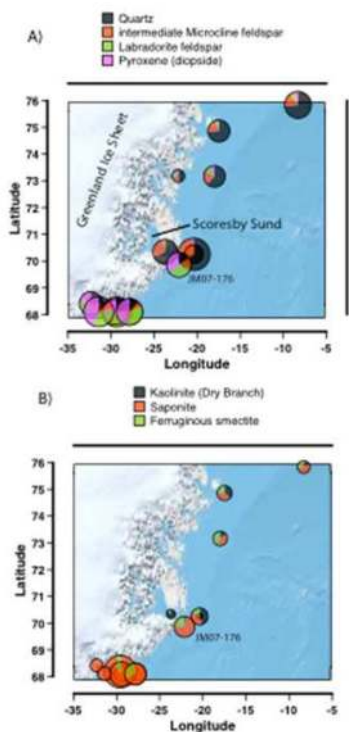 A)
Quartz
intermediate Microcline feldspar
Labradorite feldspar
Pyroxene (diopside)
76
75
74
73
72
71
70
69
68
Latitude
Greenland Ice Sheet
Scoresby Sund
JM07-176
-35 -30 -25 -20 -15 -10 -5
Longitude
B)
Kaolinite (Dry Branch)
Saponite
Ferruginous smectite
76
75
74
73
72
71
70
69
68
Latitude
JM07-176
-35 -30 -25 -20 -15 -10 -5
Longitude